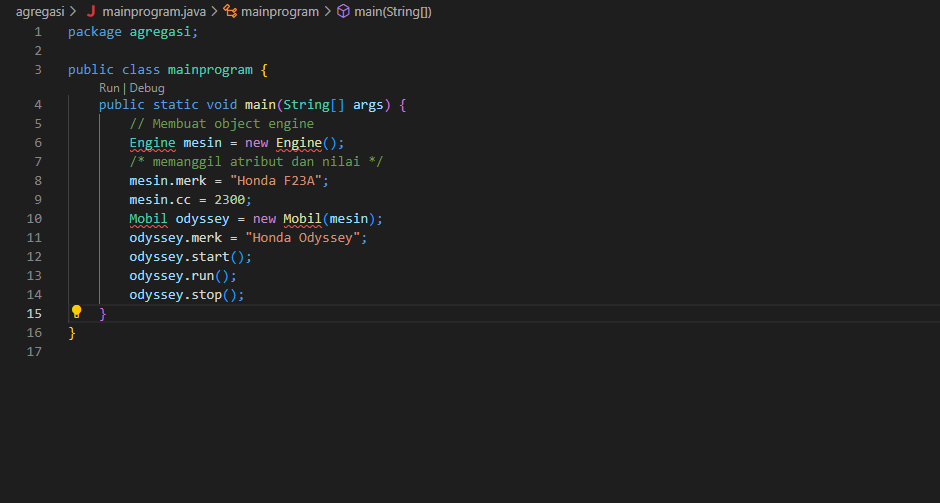 agregasi > J mainprogram.java > mainprogram > main(String[])
1 package agregasi;
2
3 public class mainprogram {
Run | Debug
4 public static void main(String[] args) {
5 // Membuat object engine
6 Engine mesin = new Engine();
7 /* memanggil atribut dan nilai */
8 mesin.merk = "Honda F23A";
9 mesin.cc = 2300;
10 Mobil odyssey = new Mobil(mesin);
11 odyssey.merk = "Honda Odyssey";
12 odyssey.start();
13 odyssey.run();
14 odyssey.stop();
15 }
16 }
17